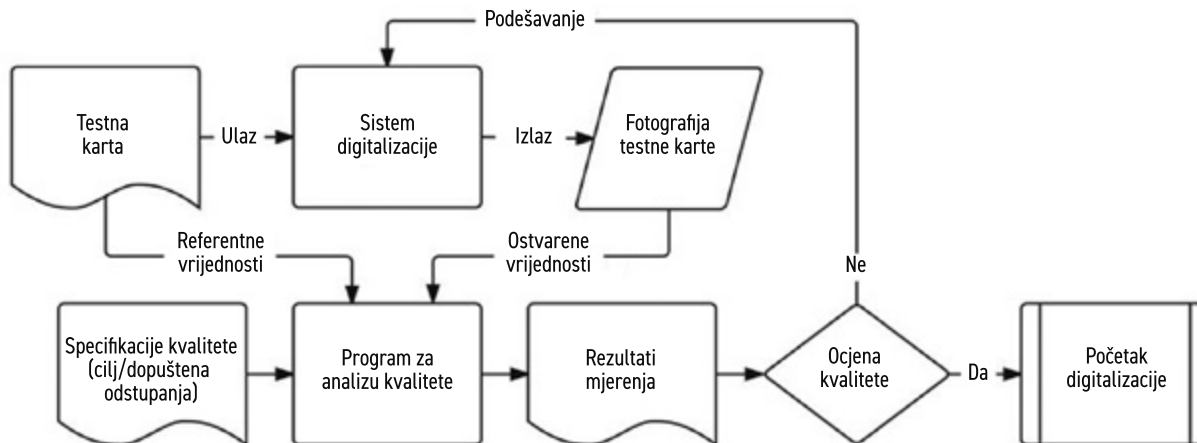 Podešavanje
Testna
karta
Ulaz
Sistem
digitalizacije
Izlaz
Fotografija
testne karte
Referentne
vrijednosti
Ostvarene
vrijednosti
Ne
Specifikacije kvalitete
(cilj/dopuštena
odstupanja)
Program za
analizu kvalitete
Rezultati
mjerenja
Ocjena
kvalitete
Da
Početak
digitalizacije